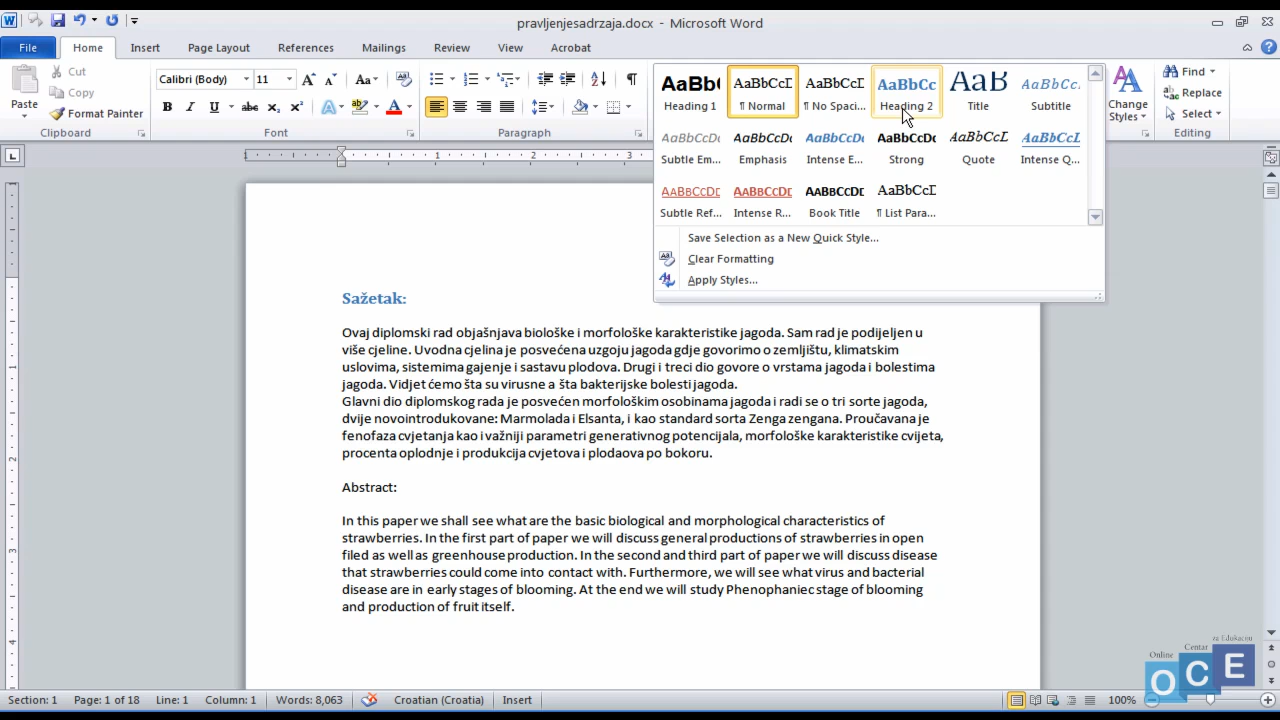 pravljenjesadrzaja.docx - Microsoft Word
File Home Insert Page Layout References Mailings Review View Acrobat
Paste
Cut
Copy
Format Painter
Clipboard
Calibri (Body) 11
Font
Paragraph
AaBb( AaBbCcD AaBbCcD AaBbCc AaB AaBbCc.
Heading 1 ¶ Normal ¶ No Spaci... Heading 2 Title Subtitle
AaBbCcDc AaBbCcDc AaBbCcDc AaBbCcDc AaBbCcD AaBbCcD
Subtle Em... Emphasis Intense E... Strong Quote Intense Q...
AaBbCcDd AaBbCcDd AaBbCcDd AaBbCcD
Subtle Ref... Intense R... Book Title ¶ List Para...
Save Selection as a New Quick Style...
Clear Formatting
Apply Styles...
Change
Styles
Find
Replace
Select
Editing
Sažetak:
Ovaj diplomski rad objašnjava biološke i morfološke karakteristike jagoda. Sam rad je podijeljen u
više cjeline. Uvodna cjelina je posvećena uzgoju jagoda gdje govorimo o zemljištu, klimatskim
uslovima, sistemima gajenje i sastavu plodova. Drugi i treci dio govore o vrstama jagoda i bolestima
jagoda. Vidjet ćemo šta su virusne a šta bakterijske bolesti jagoda.
Glavni dio diplomskog rada je posvećen morfološkim osobinama jagoda i radi se o tri sorte jagoda,
dvije novointrodukovane: Marmolada i Elsanta, i kao standard sorta Zenga zengana. Proučavana je
fenofaza cvjetanja kao i važniji parametri generativnog potencijala, morfološke karakteristike cvijeta,
procenta oplodnje i produkcija cvjetova i plodaova po bokoru.
Abstract:
In this paper we shall see what are the basic biological and morphological characteristics of
strawberries. In the first part of paper we will discuss general productions of strawberries in open
filed as well as greenhouse production. In the second and third part of paper we will discuss disease
that strawberries could come into contact with. Furthermore, we will see what virus and bacterial
disease are in early stages of blooming. At the end we will study Phenophaniec stage of blooming
and production of fruit itself.
Online Centar za Edukaciju
OCE
Section: 1 Page: 1 of 18 Line: 1 Column: 1 Words: 8,063 Croatian (Croatia) Insert 100%